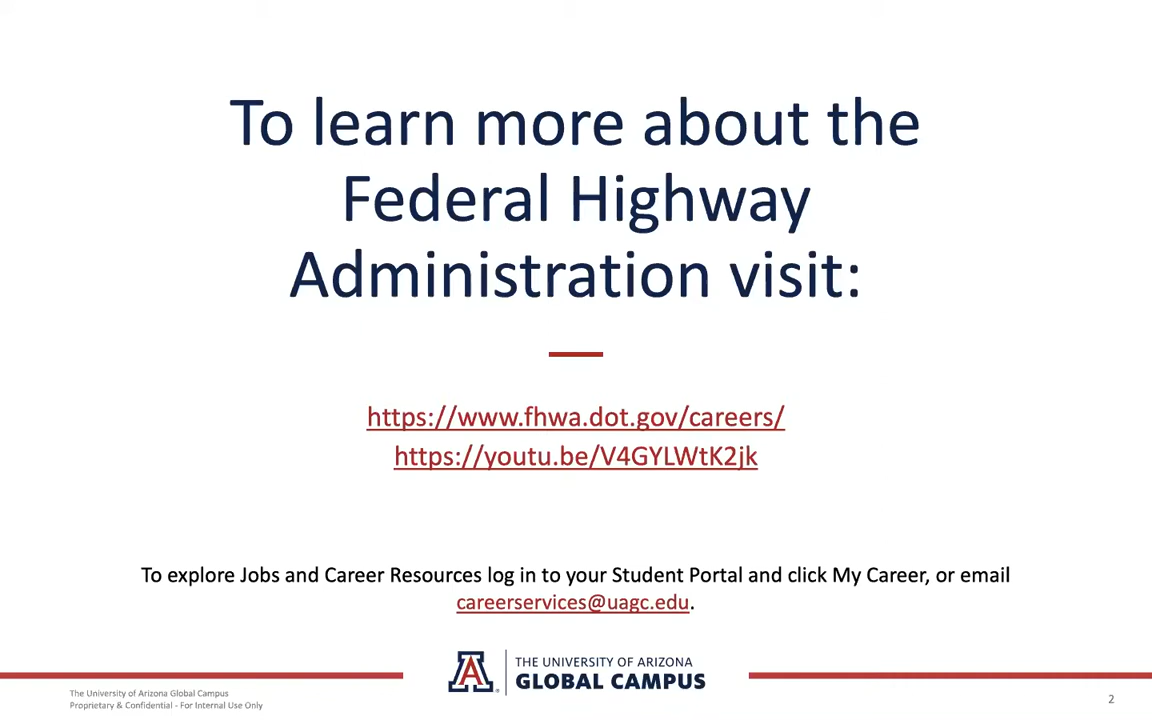 To learn more about the
Federal Highway
Administration visit:
https://www.fhwa.dot.gov/careers/
https://youtu.be/V4GYLWtK2jk
To explore Jobs and Career Resources log in to your Student Portal and click My Career, or email
careerservices@uagc.edu.
A
THE UNIVERSITY OF ARIZONA
GLOBAL CAMPUS
The University of Arizona Global Campus
Proprietary & Confidential - For Internal Use Only
2